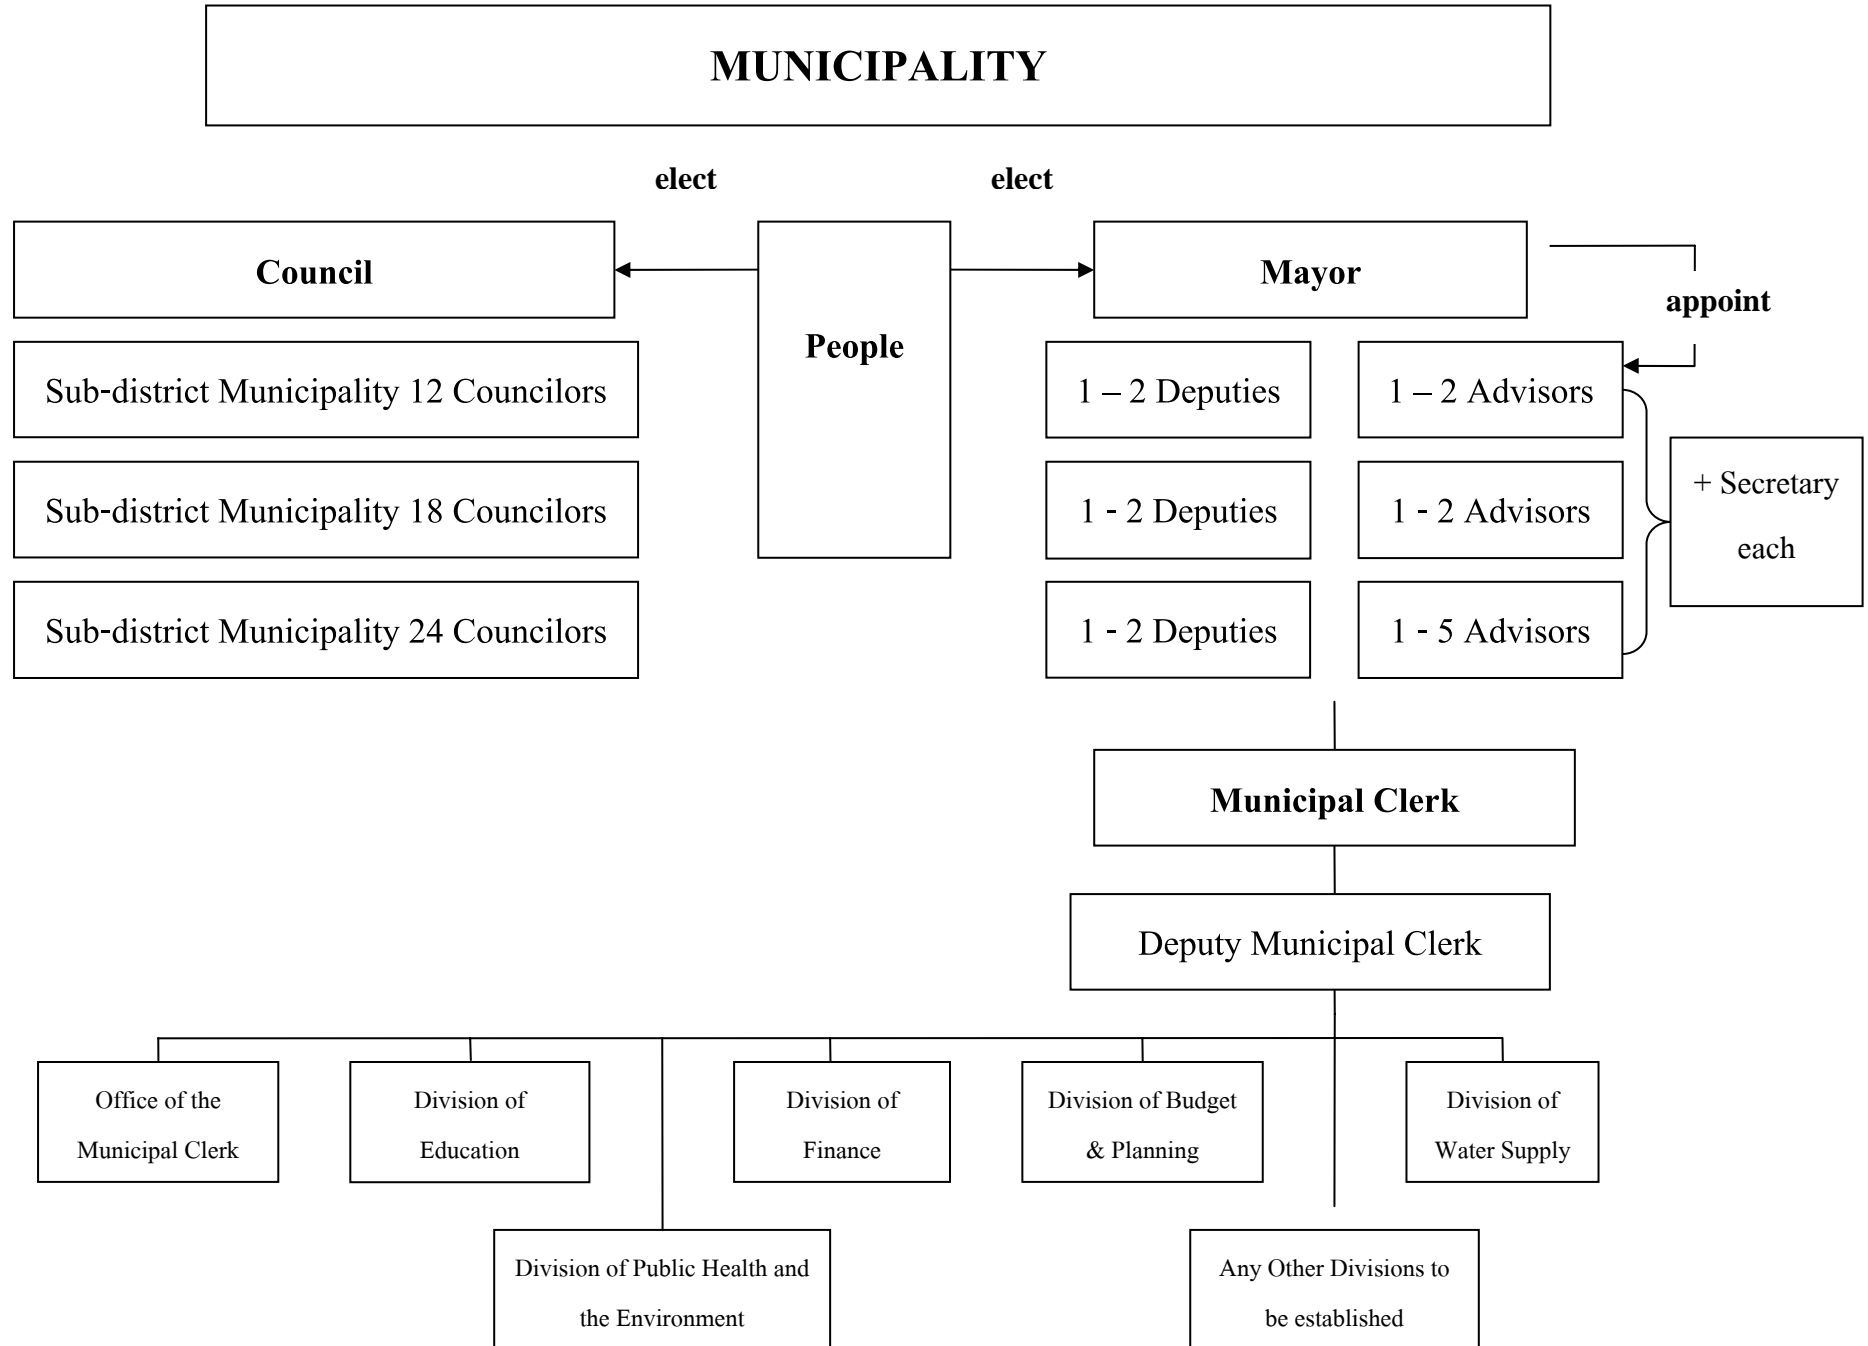 MUNICIPALITY
elect
elect
Council
People
Mayor
appoint
Sub-district Municipality 12 Councilors
1 – 2 Deputies
1 – 2 Advisors
Sub-district Municipality 18 Councilors
1 - 2 Deputies
1 - 2 Advisors
+ Secretary
each
Sub-district Municipality 24 Councilors
1 - 2 Deputies
1 - 5 Advisors
Municipal Clerk
Deputy Municipal Clerk
Office of the
Municipal Clerk
Division of
Education
Division of
Finance
Division of Budget
& Planning
Division of
Water Supply
Division of Public Health and
the Environment
Any Other Divisions to
be established